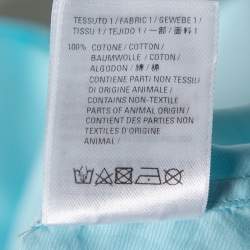 TESSUTO 1 / FABRIC 1 / GEWEBE 1 /
TISSU 1 / TEJIDO 1 / 一部 / 面料 1
100% COTONE / COTTON /
BAUMWOLLE / COTON /
ALGODON / 綿 / 棉
CONTIENE PARTI NON TESSILI
DI ORIGINE ANIMALE /
CONTAINS NON-TEXTILE
PARTS OF ANIMAL ORIGIN /
CONTIENT DES PARTIES NON
TEXTILES D'ORIGINE
ANIMALE /